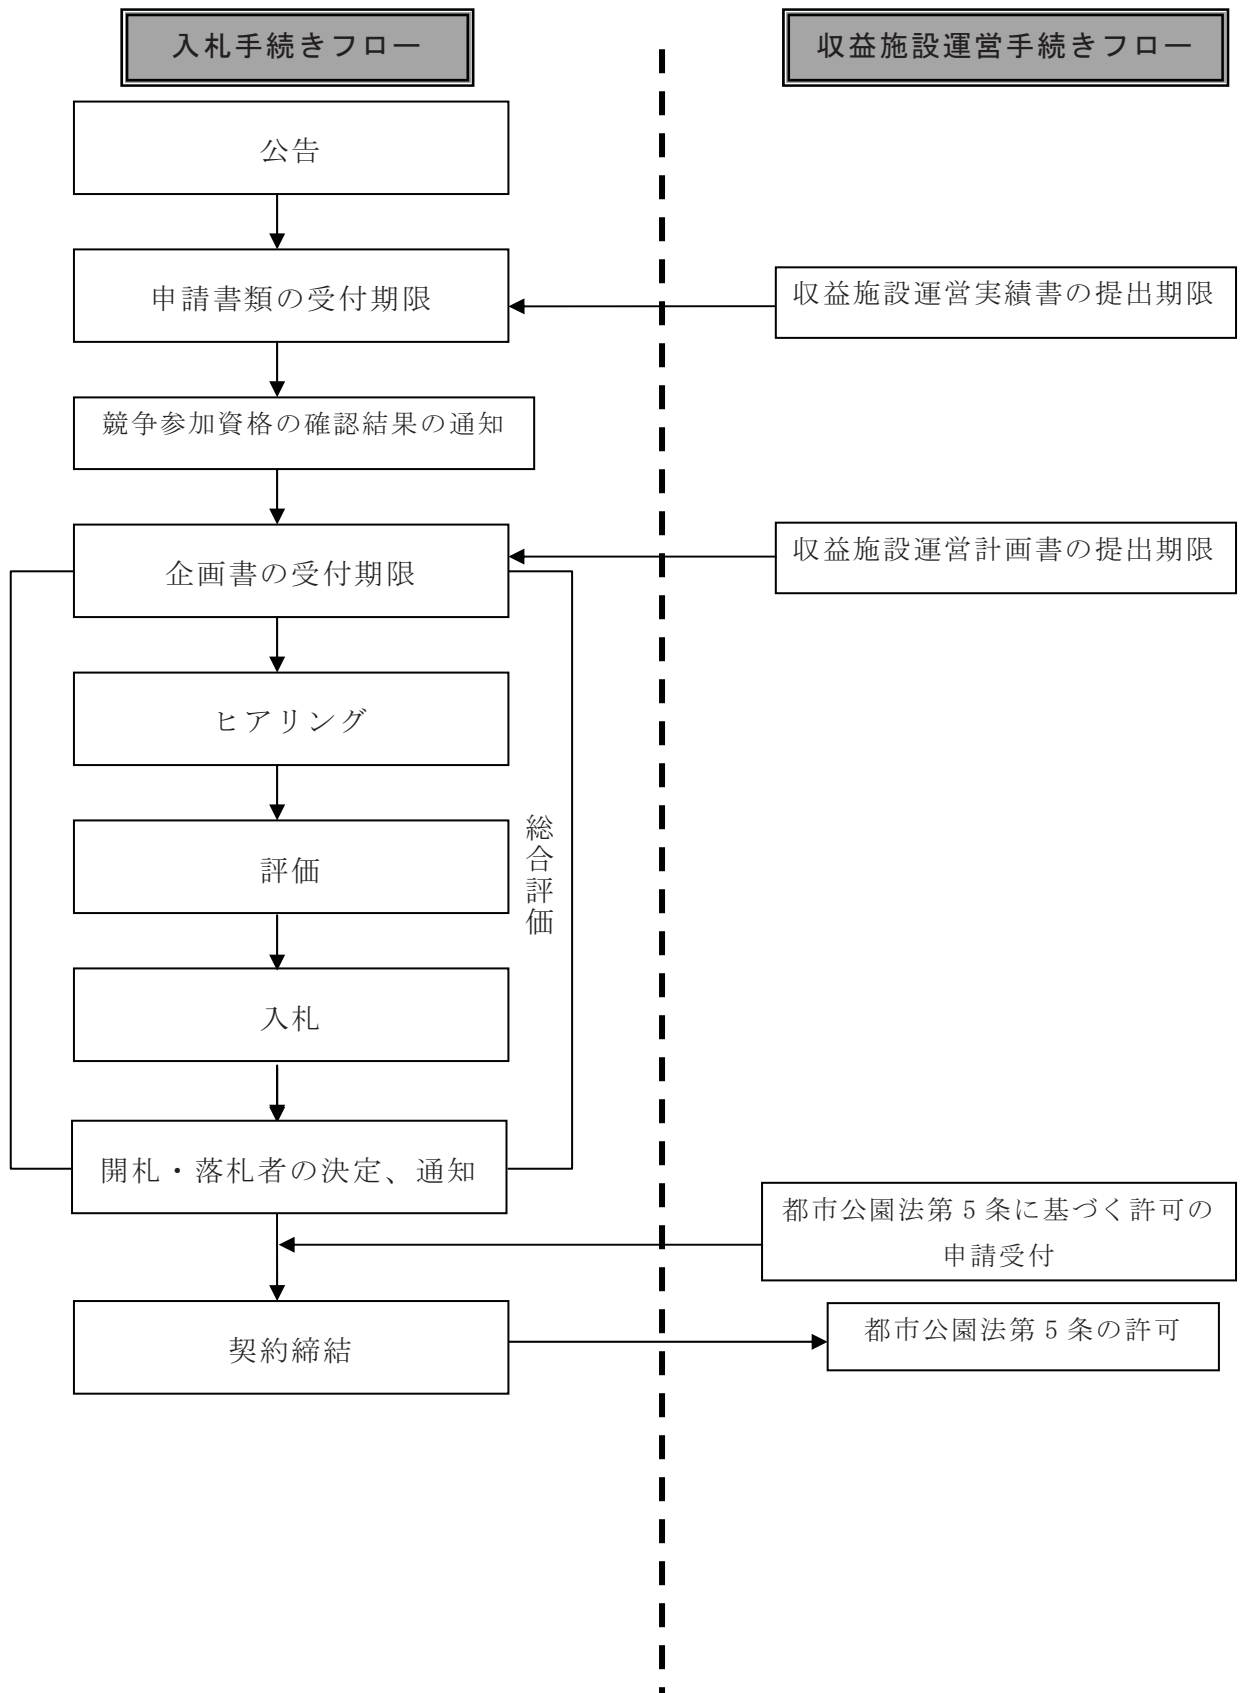 入札手続きフロー
収益施設運営手続きフロー
公告
申請書類の受付期限
収益施設運営実績書の提出期限
競争参加資格の確認結果の通知
企画書の受付期限
収益施設運営計画書の提出期限
ヒアリング
評価
総合評価
入札
開札・落札者の決定、通知
都市公園法第５条に基づく許可の
申請受付
契約締結
都市公園法第５条の許可